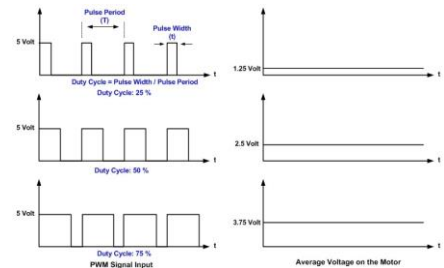 Pulse Period
(T)
Pulse Width
(t)
5 Volt
t
Duty Cycle = Pulse Width / Pulse Period
Duty Cycle: 25 %
1.25 Volt
t
5 Volt
t
Duty Cycle: 50 %
2.5 Volt
t
5 Volt
t
Duty Cycle: 75 %
PWM Signal Input
3.75 Volt
t
Average Voltage on the Motor